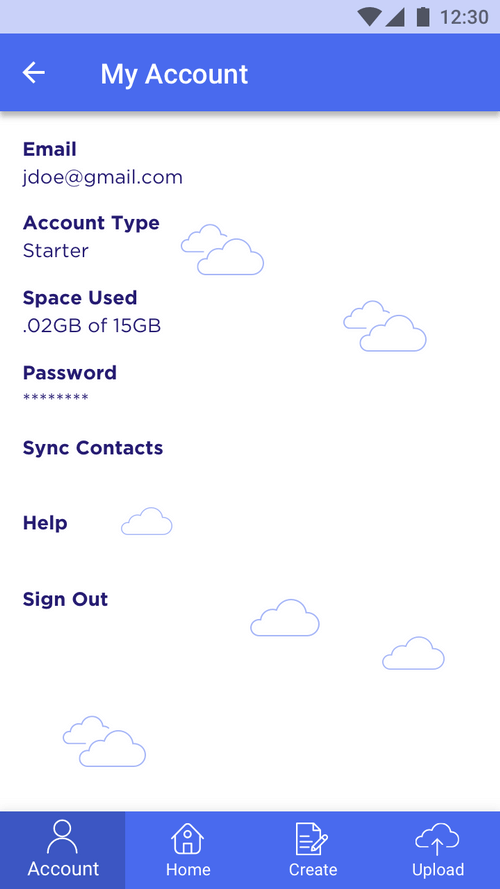 12:30
My Account
Email
jdoe@gmail.com
Account Type
Starter
Space Used
.02GB of 15GB
Password
********
Sync Contacts
Help
Sign Out
Account
Home
Create
Upload